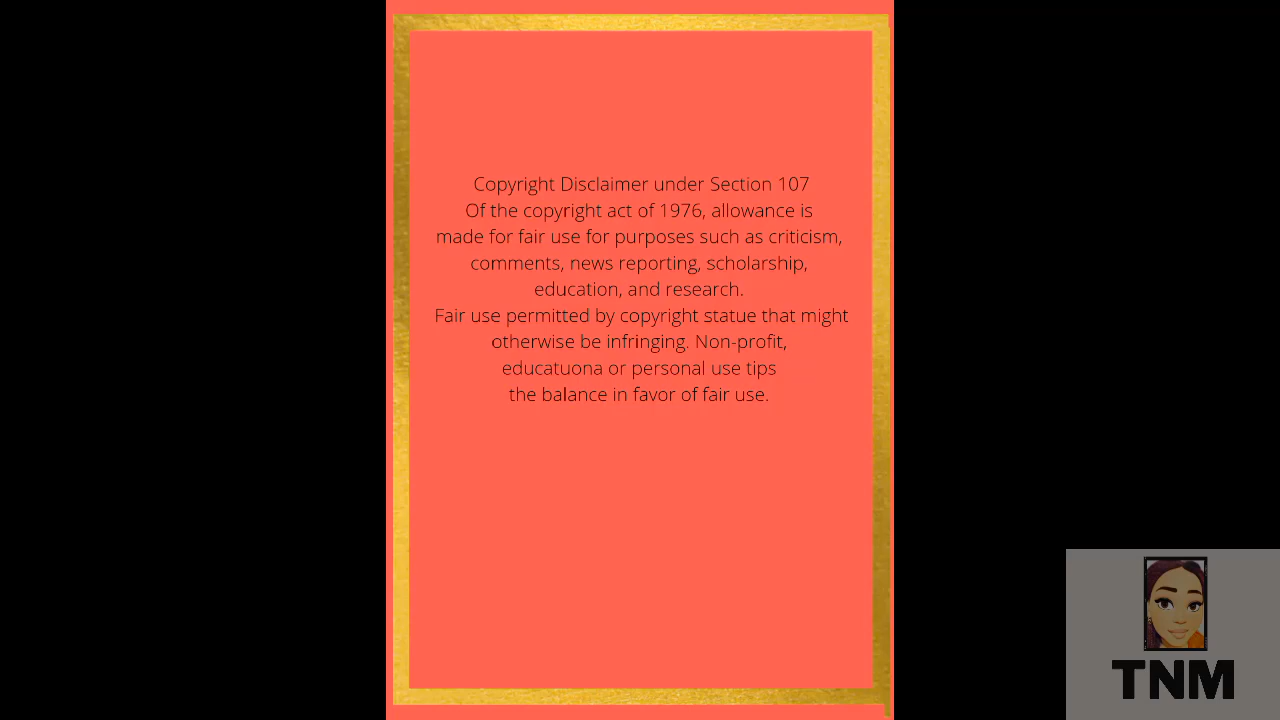 Copyright Disclaimer under Section 107
Of the copyright act of 1976, allowance is
made for fair use for purposes such as criticism,
comments, news reporting, scholarship,
education, and research.
Fair use permitted by copyright statue that might
otherwise be infringing. Non-profit,
educatuona or personal use tips
the balance in favor of fair use.
TNM